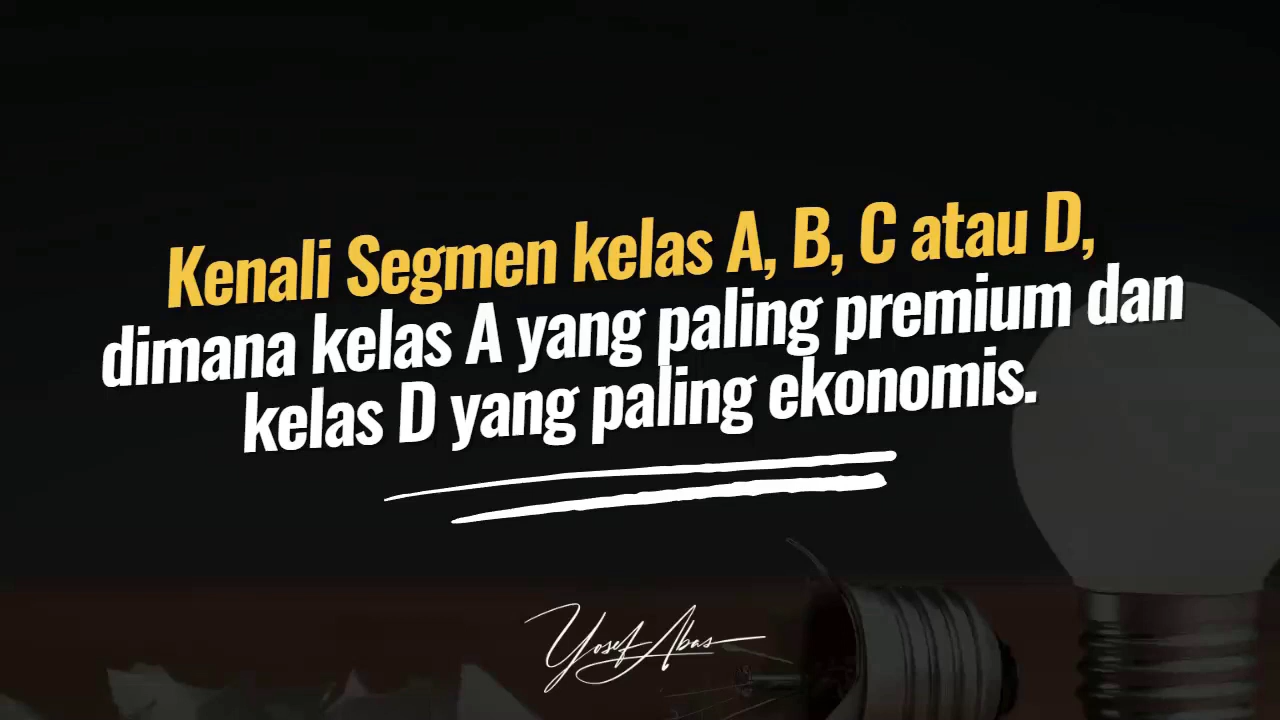 Kenali Segmen kelas A, B, C atau D,
dimana kelas A yang paling premium dan
kelas D yang paling ekonomis.
Yosef Abas